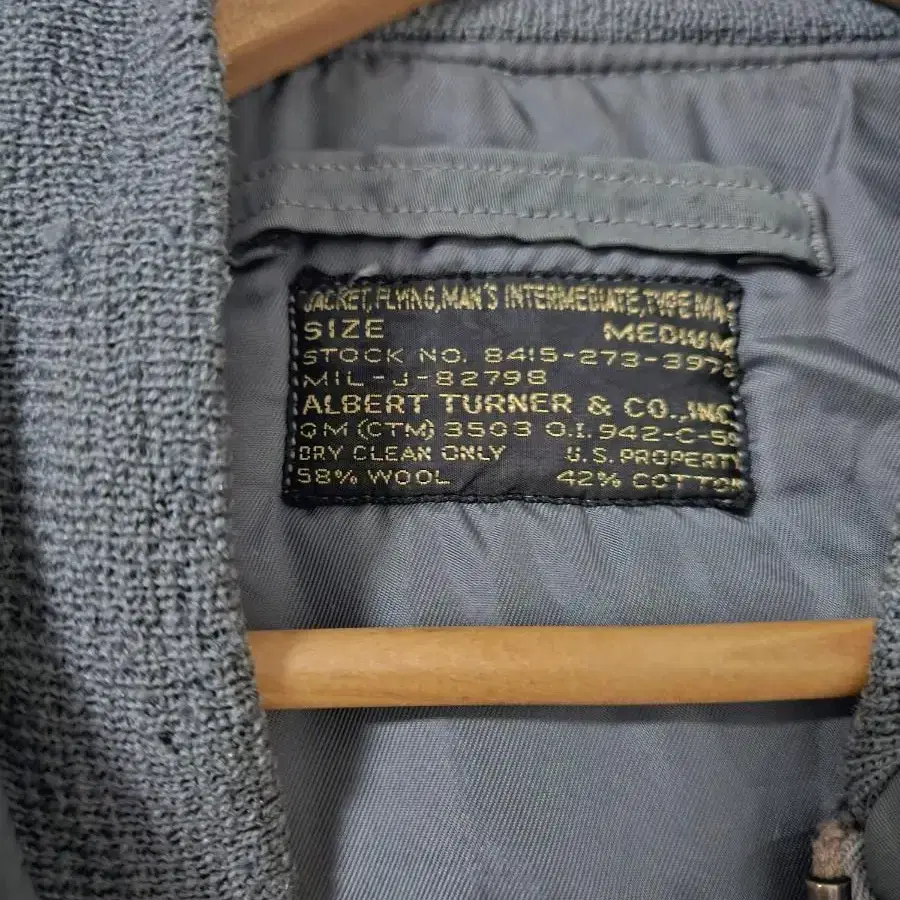 JACKET, FLYING, MAN'S INTERMEDIATE, TYPE MA-
SIZE MEDIUM
STOCK NO. 8415-273-397
MIL-J-82798
ALBERT TURNER & CO., INC
QM (CTM) 3503 O.I. 942-C-5
DRY CLEAN ONLY U.S. PROPERTY
58% WOOL 42% COTTON